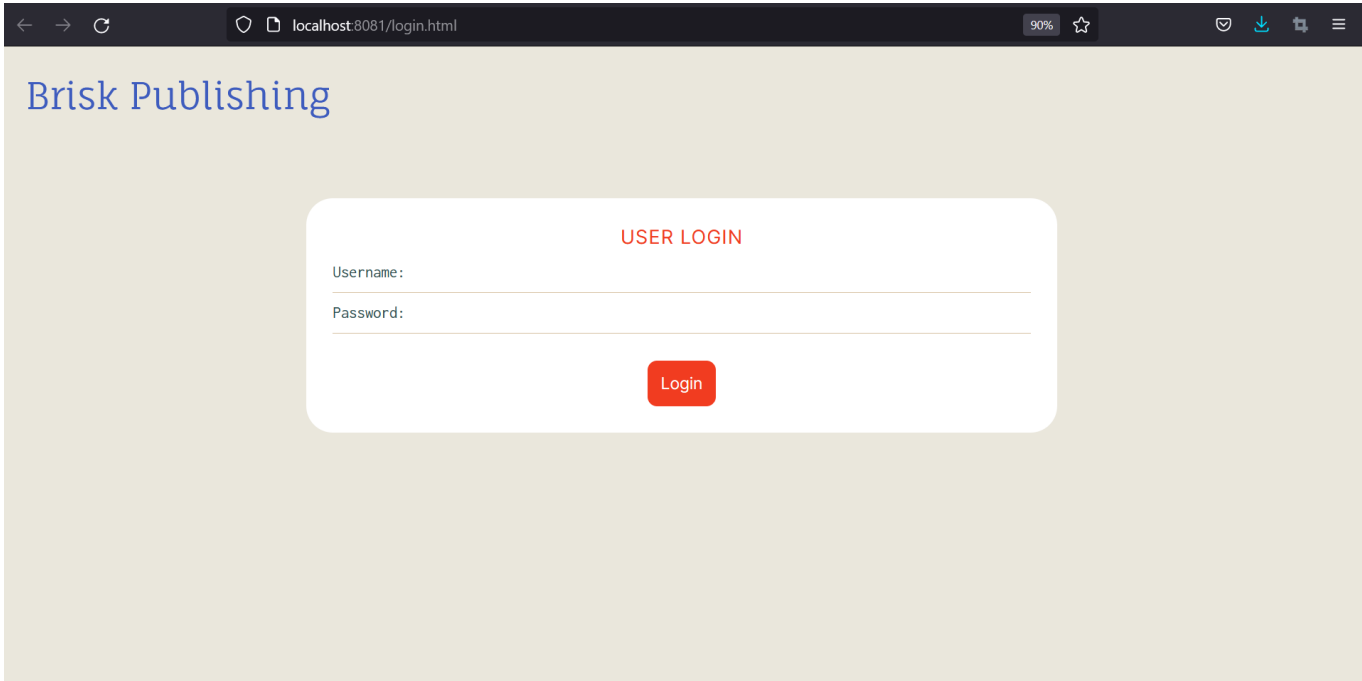 localhost:8081/login.html 90%
Brisk Publishing
USER LOGIN
Username:
Password:
Login